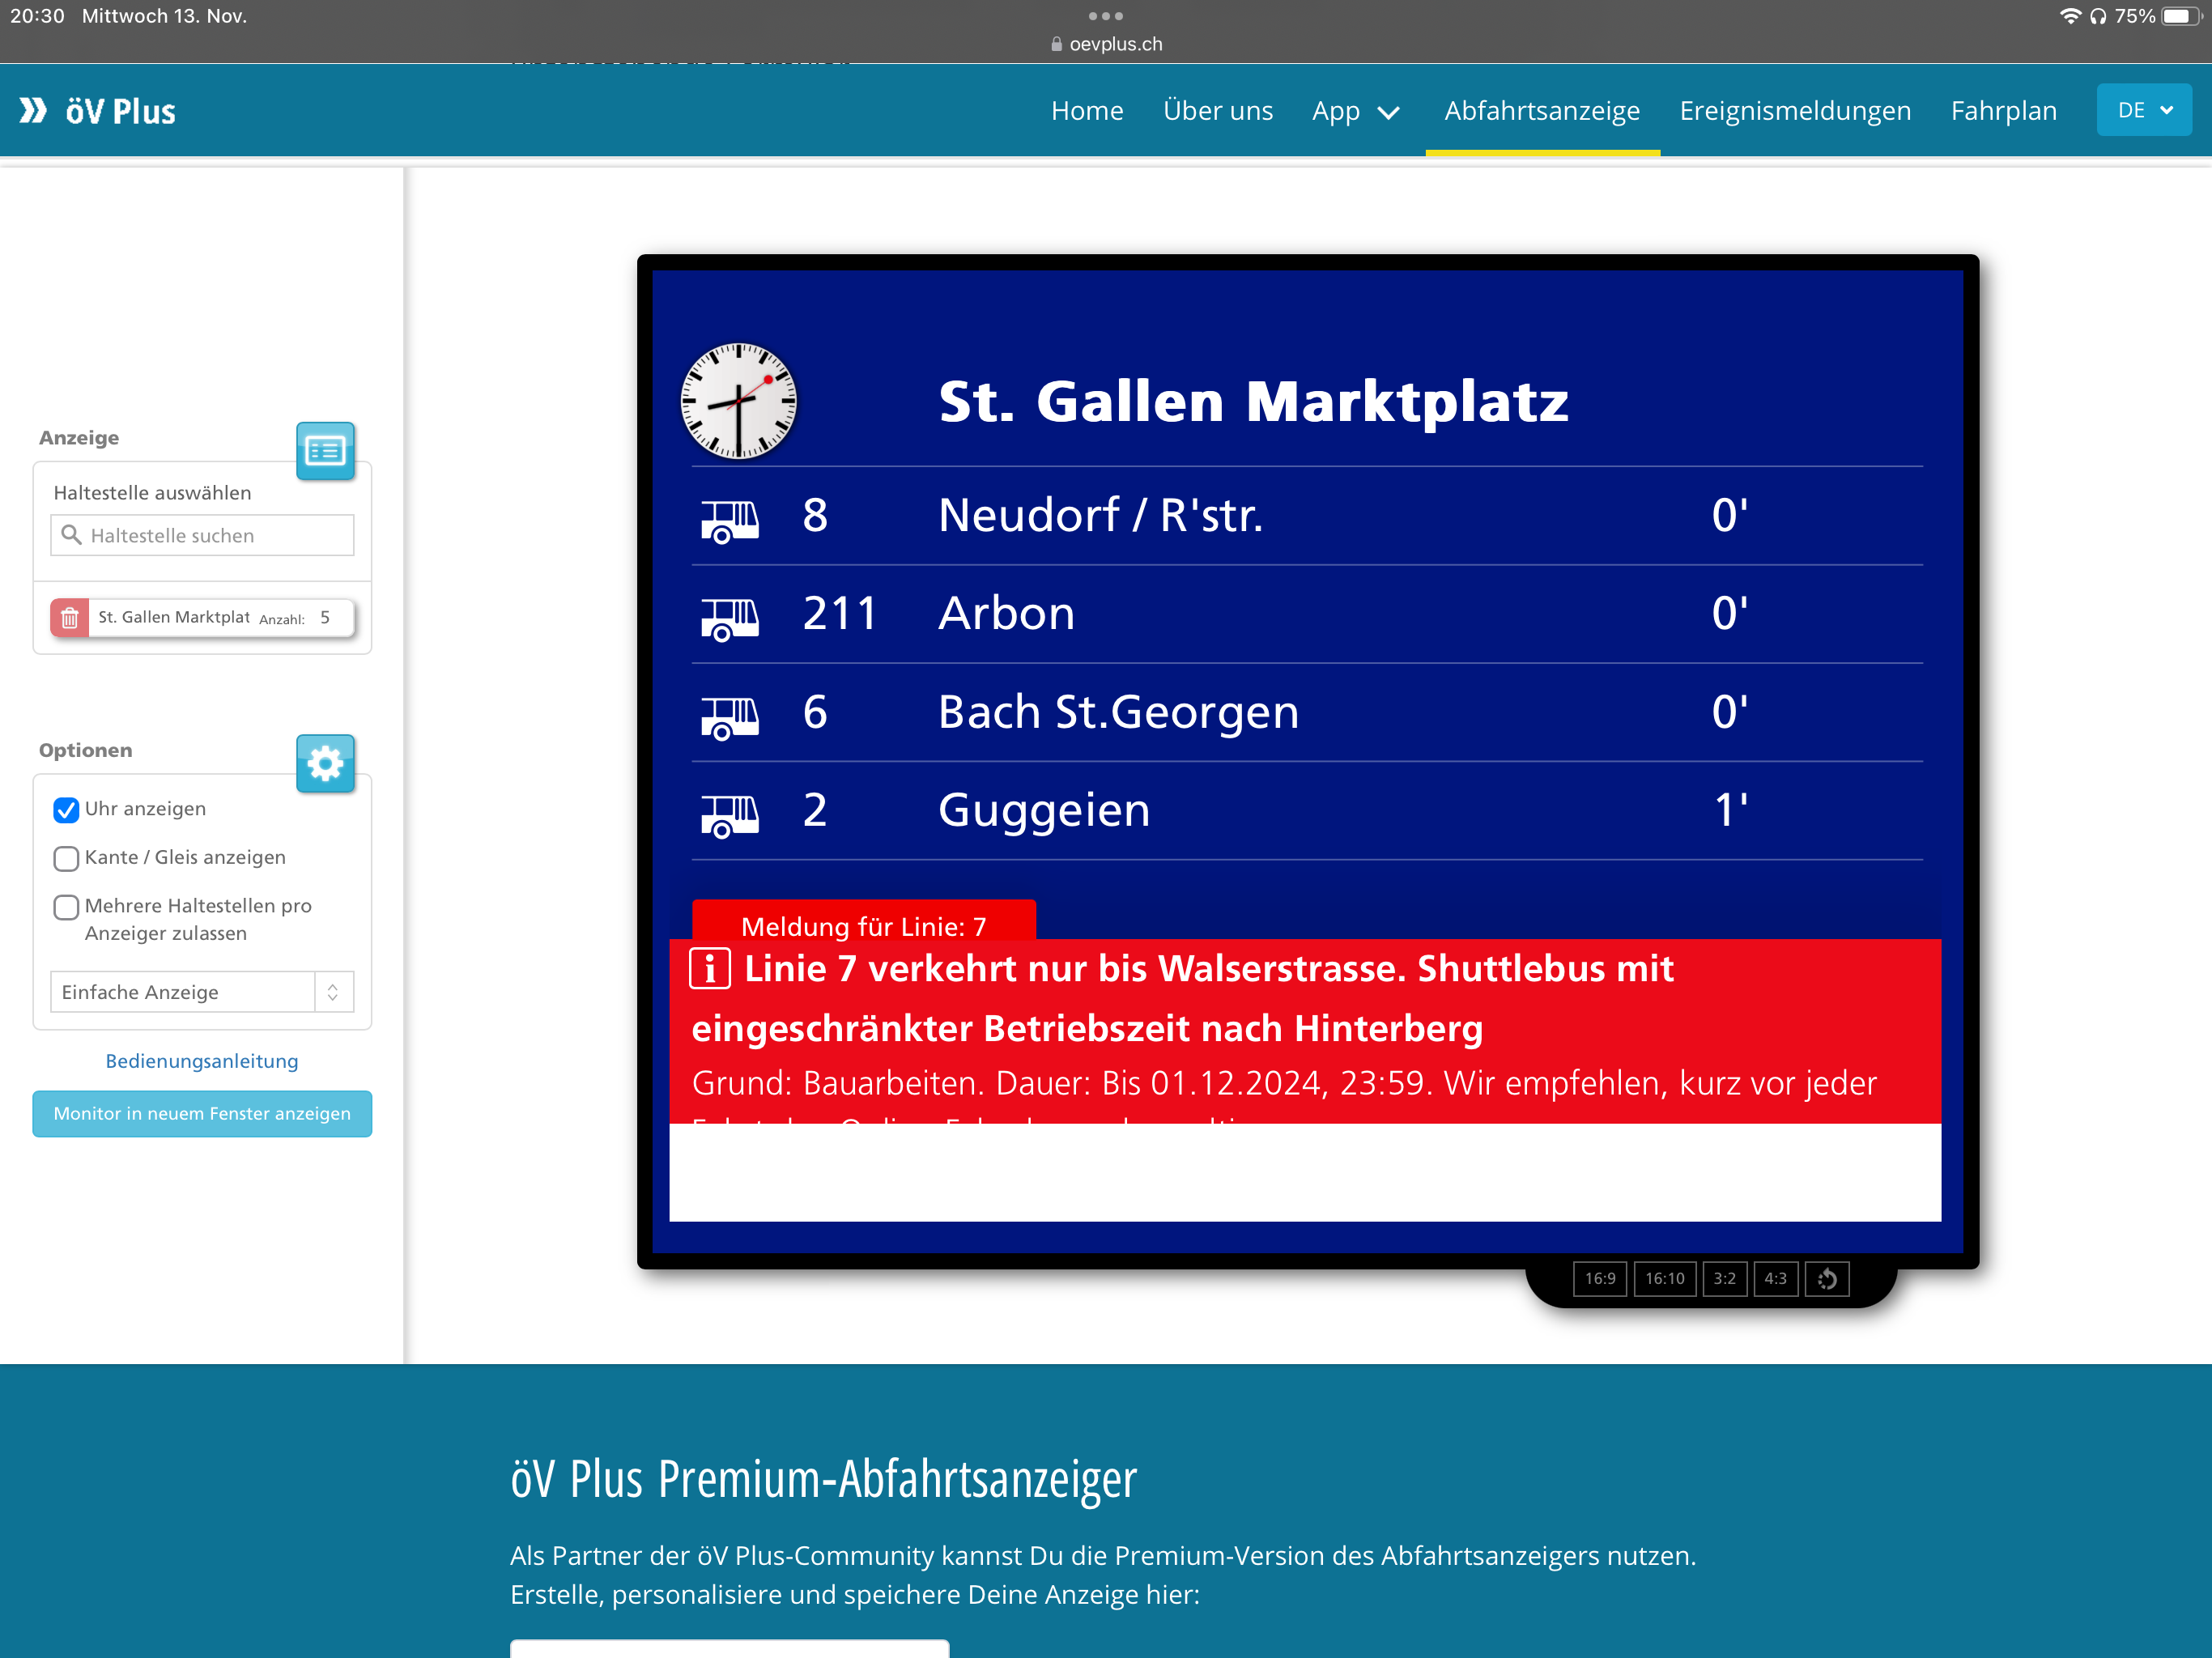 20:30 Mittwoch 13. Nov.
75%
oevplus.ch
öV Plus
Home Über uns App Abfahrtsanzeige Ereignismeldungen Fahrplan DE
Anzeige
Haltestelle auswählen
Haltestelle suchen
St. Gallen Marktplat Anzahl: 5
Optionen
Uhr anzeigen
Kante / Gleis anzeigen
Mehrere Haltestellen pro
Anzeiger zulassen
Einfache Anzeige
Bedienungsanleitung
Monitor in neuem Fenster anzeigen
St. Gallen Marktplatz
8 Neudorf / R'str. 0'
211 Arbon 0'
6 Bach St.Georgen 0'
2 Guggeien 1'
Meldung für Linie: 7
Linie 7 verkehrt nur bis Walserstrasse. Shuttlebus mit
eingeschränkter Betriebszeit nach Hinterberg
Grund: Bauarbeiten. Dauer: Bis 01.12.2024, 23:59. Wir empfehlen, kurz vor jeder
16:9 16:10 3:2 4:3
öV Plus Premium-Abfahrtsanzeiger
Als Partner der öV Plus-Community kannst Du die Premium-Version des Abfahrtsanzeigers nutzen.
Erstelle, personalisiere und speichere Deine Anzeige hier: